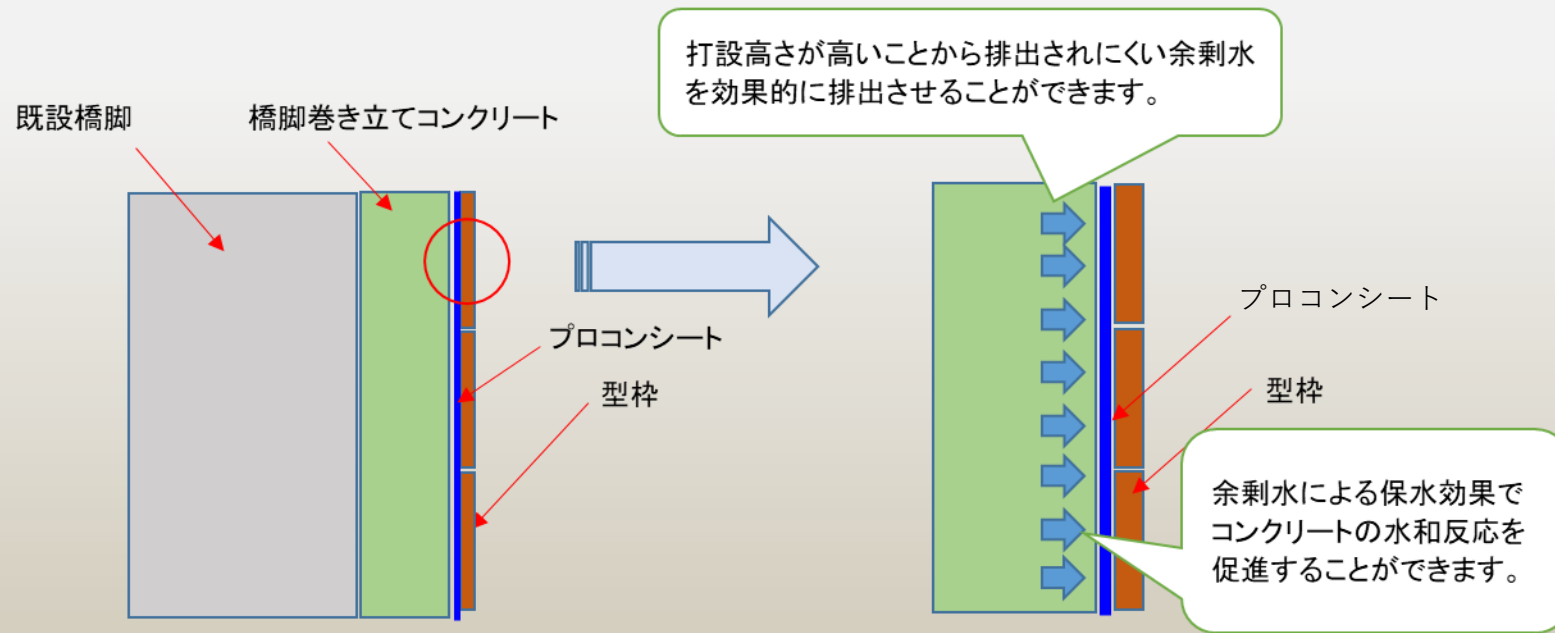 打設高さが高いことから排出されにくい余剰水
を効果的に排出させることができます。
既設橋脚
橋脚巻き立てコンクリート
プロコンシート
型枠
プロコンシート
型枠
余剰水による保水効果で
コンクリートの水和反応を
促進することができます。